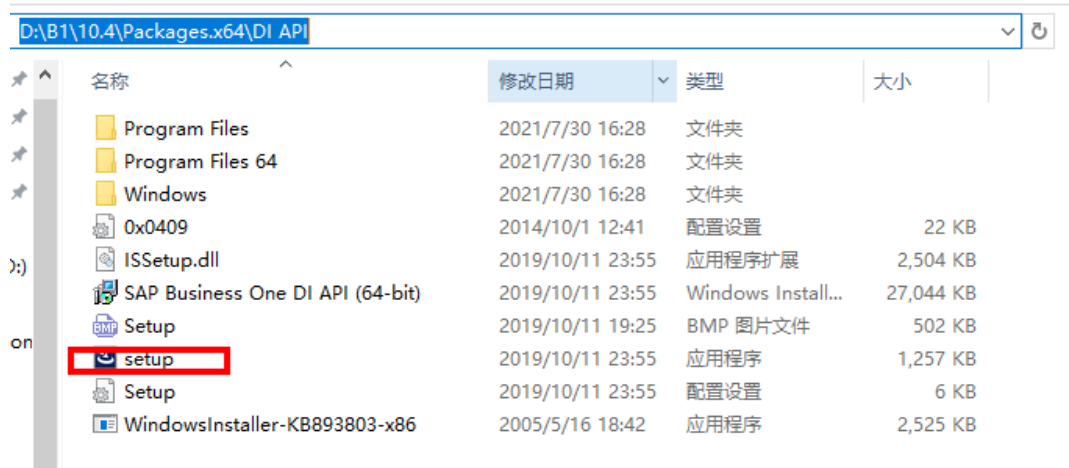 D:\B1\10.4\Packages.x64\DI API
名称 修改日期 类型 大小
Program Files 2021/7/30 16:28 文件夹
Program Files 64 2021/7/30 16:28 文件夹
Windows 2021/7/30 16:28 文件夹
0x0409 2014/10/1 12:41 配置设置 22 KB
):) ISSetup.dll 2019/10/11 23:55 应用程序扩展 2,504 KB
SAP Business One DI API (64-bit) 2019/10/11 23:55 Windows Install... 27,044 KB
BMP Setup 2019/10/11 19:25 BMP 图片文件 502 KB
on setup 2019/10/11 23:55 应用程序 1,257 KB
Setup 2019/10/11 23:55 配置设置 6 KB
WindowsInstaller-KB893803-x86 2005/5/16 18:42 应用程序 2,525 KB